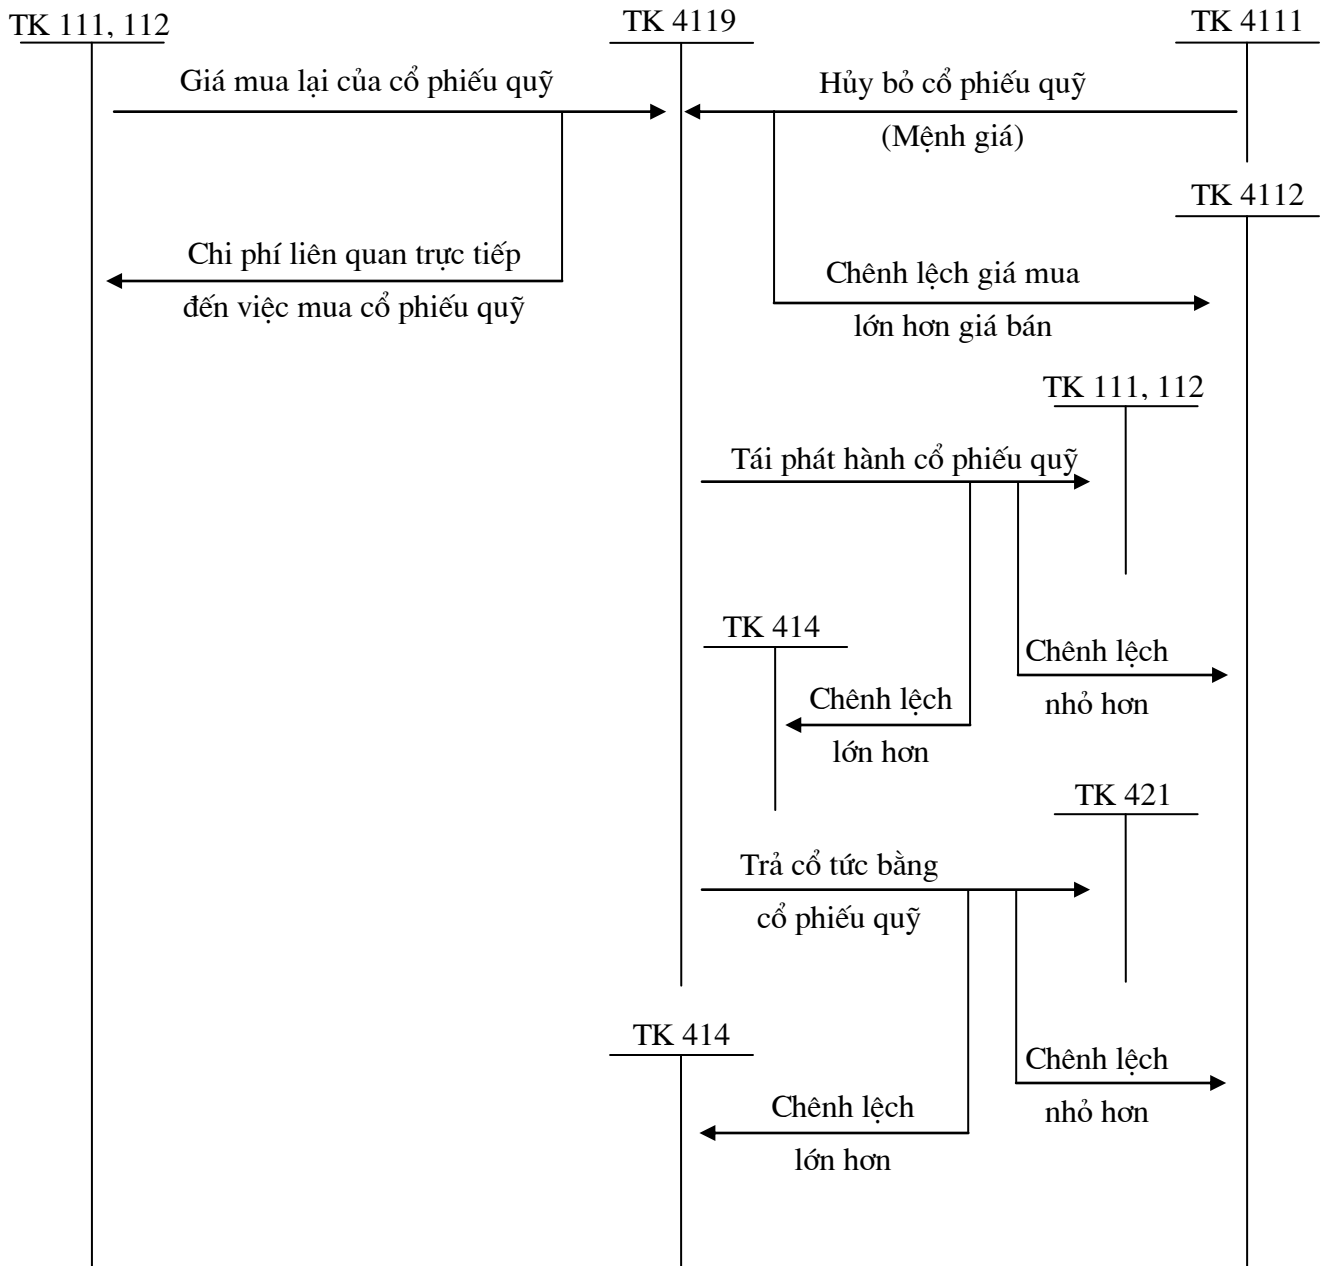 TK 111, 112
TK 4119
TK 4111
Giá mua lại của cổ phiếu quỹ
Hủy bỏ cổ phiếu quỹ
(Mệnh giá)
TK 4112
Chi phí liên quan trực tiếp
đến việc mua cổ phiếu quỹ
Chênh lệch giá mua
lớn hơn giá bán
TK 111, 112
Tái phát hành cổ phiếu quỹ
TK 414
Chênh lệch
nhỏ hơn
Chênh lệch
lớn hơn
TK 421
Trả cổ tức bằng
cổ phiếu quỹ
TK 414
Chênh lệch
nhỏ hơn
Chênh lệch
lớn hơn